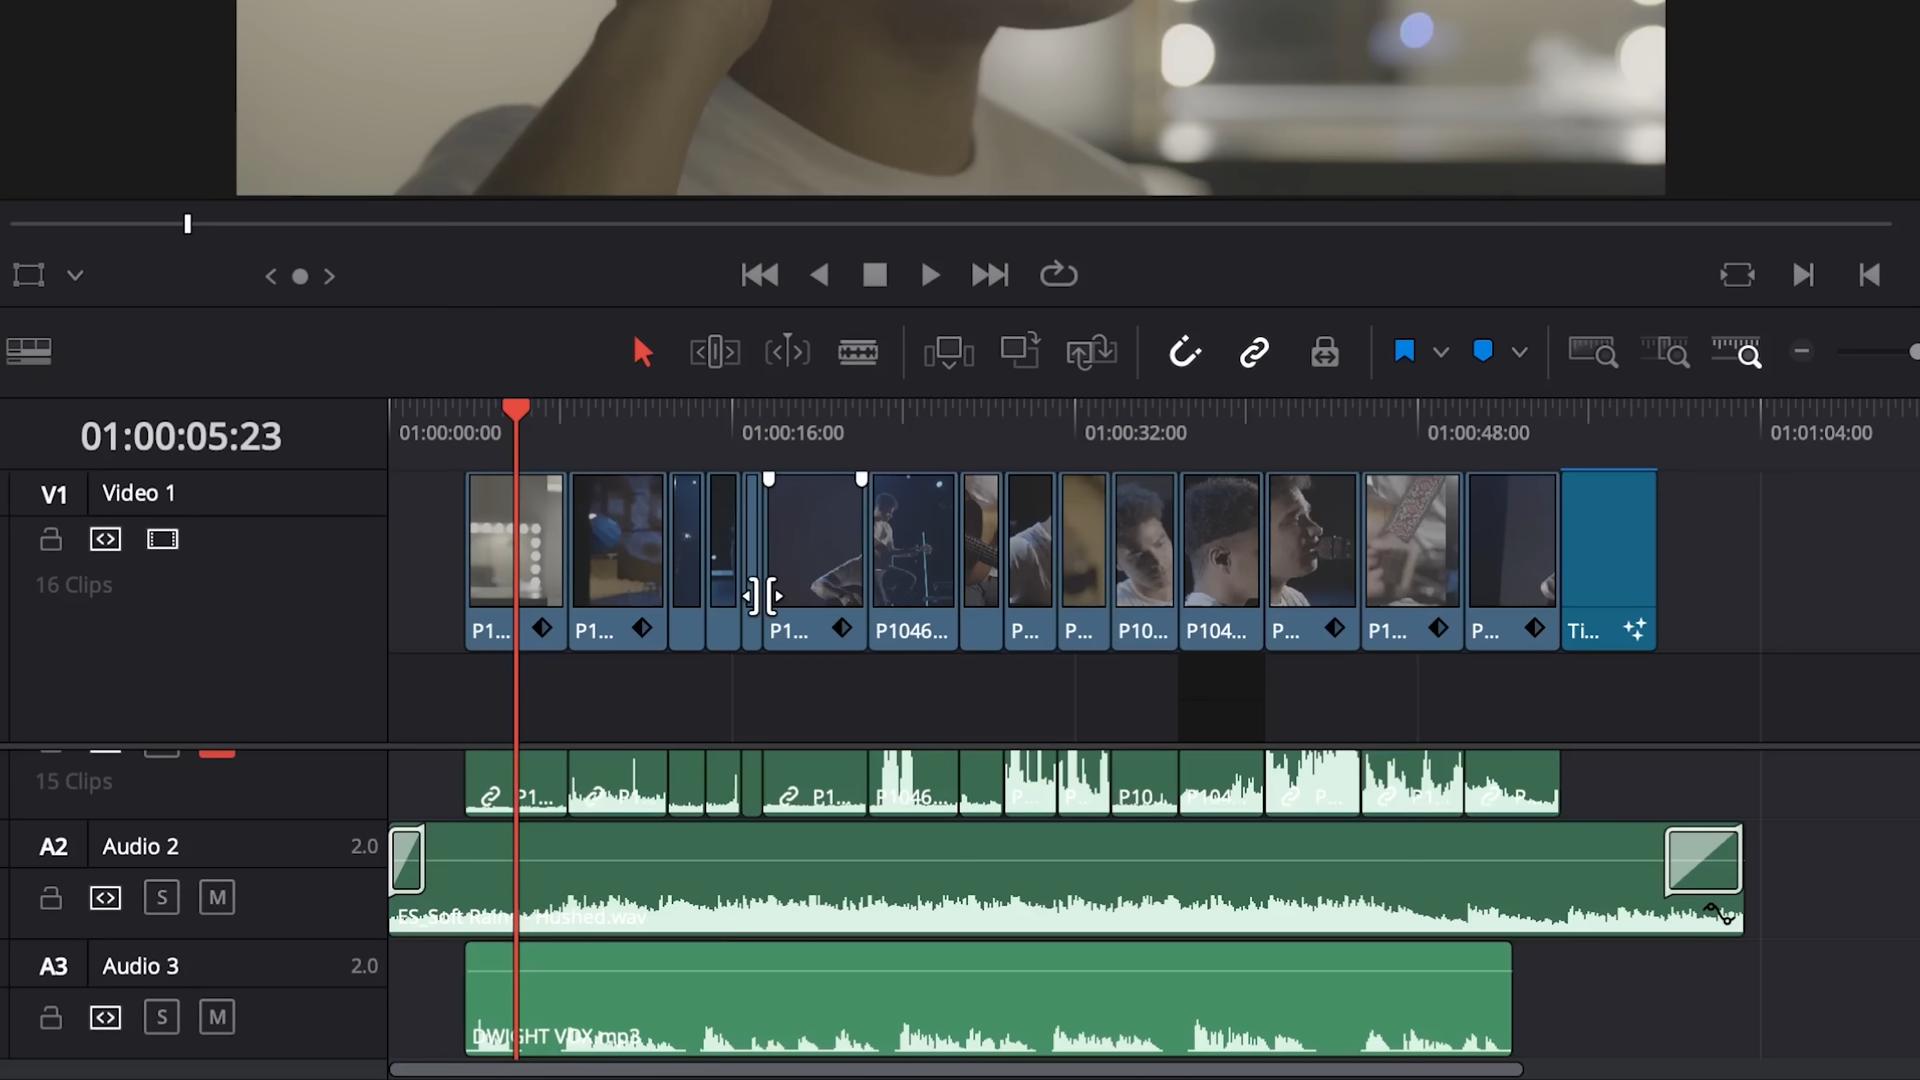 01:00:05:23
01:00:00:00 01:00:16:00 01:00:32:00 01:00:48:00 01:01:04:00
V1 Video 1
16 Clips
P1... P1... P1... P1046... P... P... P10... P104... P... P1... P... Ti...
15 Clips
P1... P1... P1... P1046... P... P... P10... P104... P... P1... P...
A2 Audio 2 2.0
S M
ES_Soft Rains - Hushed.wav
A3 Audio 3 2.0
S M
DWIGHT VOX.mp3